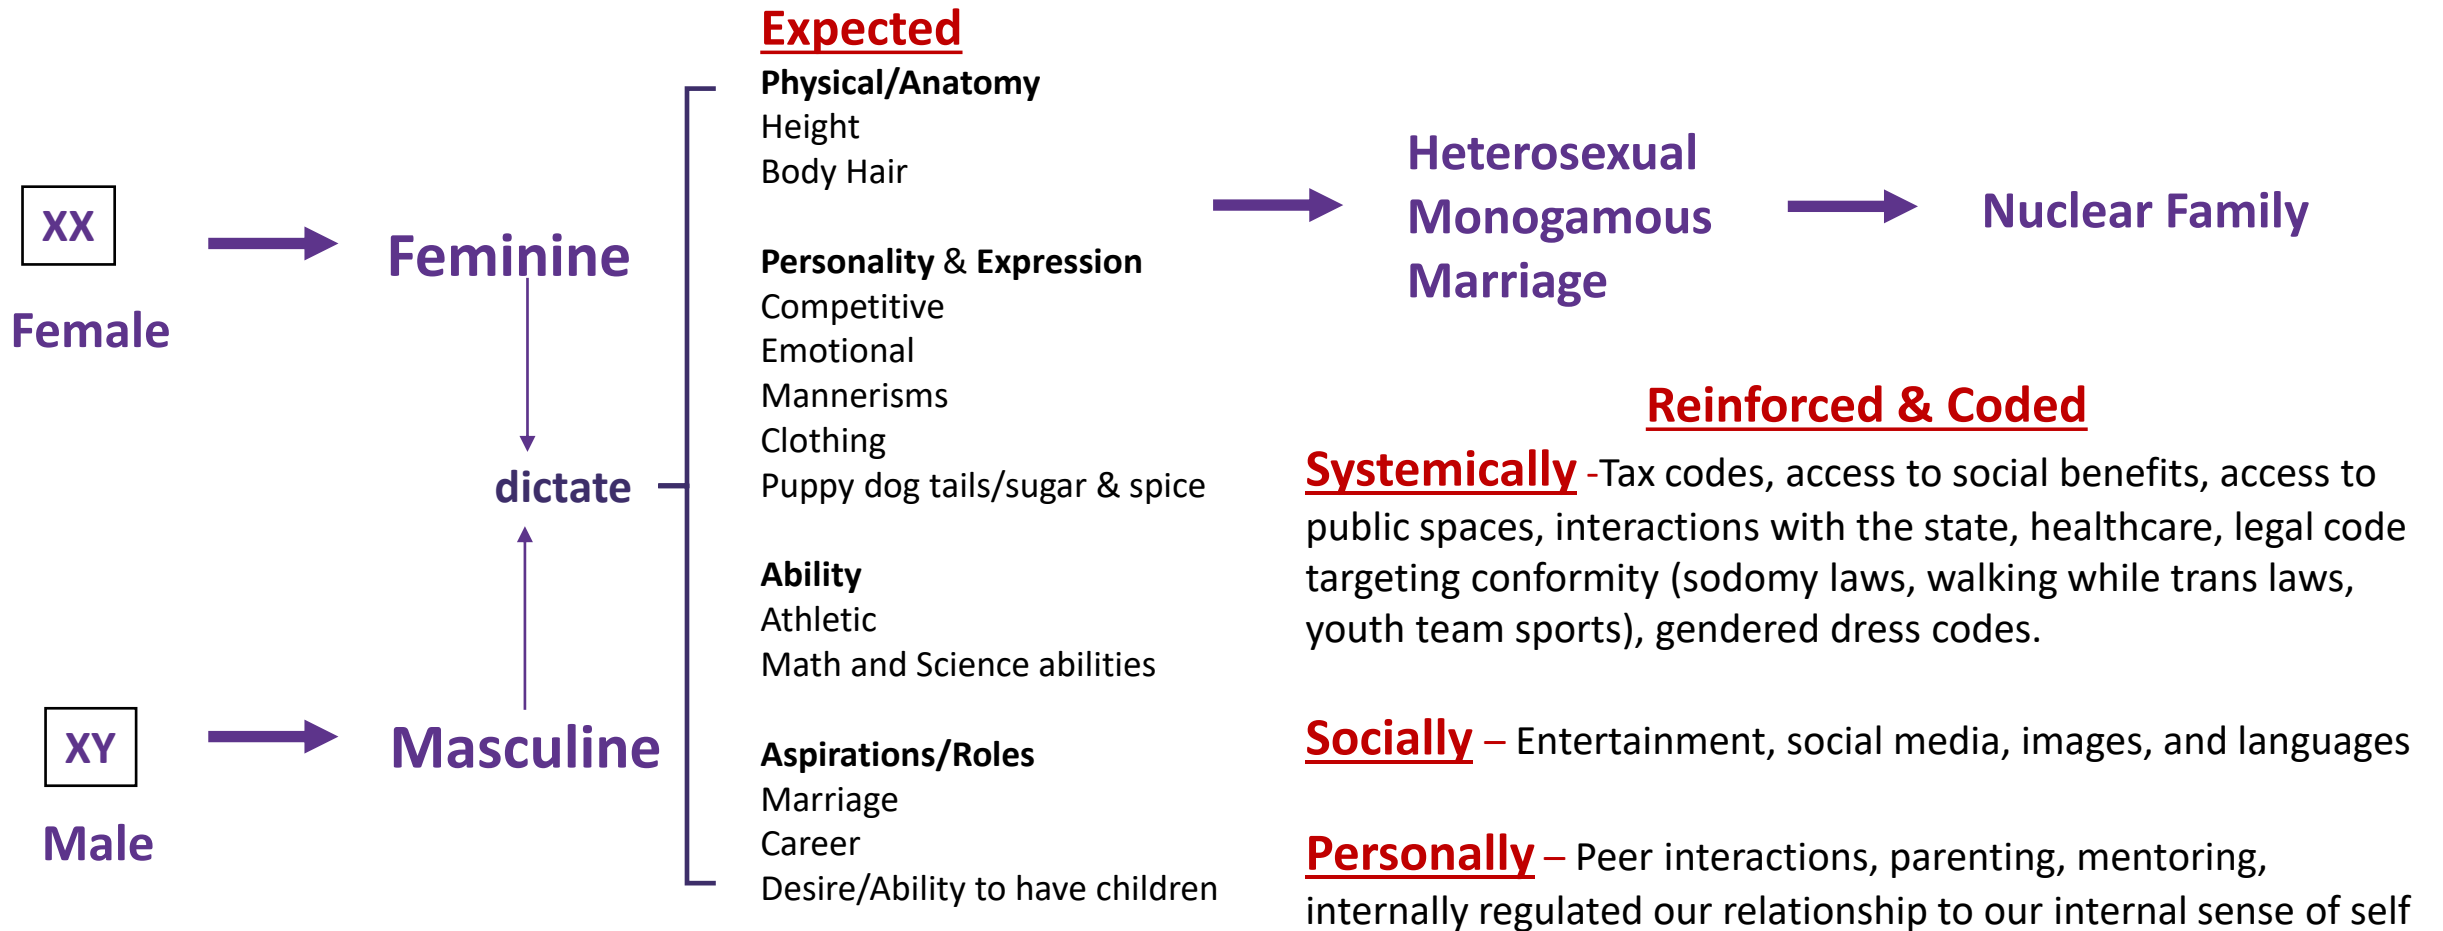 XX
Female
XY
Male
Feminine
dictate
Masculine
Expected
Physical/Anatomy
Height
Body Hair
Personality & Expression
Competitive
Emotional
Mannerisms
Clothing
Puppy dog tails/sugar & spice
Ability
Athletic
Math and Science abilities
Aspirations/Roles
Marriage
Career
Desire/Ability to have children
Heterosexual
Monogamous
Marriage
Nuclear Family
Reinforced & Coded
Systemically -Tax codes, access to social benefits, access to
public spaces, interactions with the state, healthcare, legal code
targeting conformity (sodomy laws, walking while trans laws,
youth team sports), gendered dress codes.
Socially – Entertainment, social media, images, and languages
Personally – Peer interactions, parenting, mentoring,
internally regulated our relationship to our internal sense of self